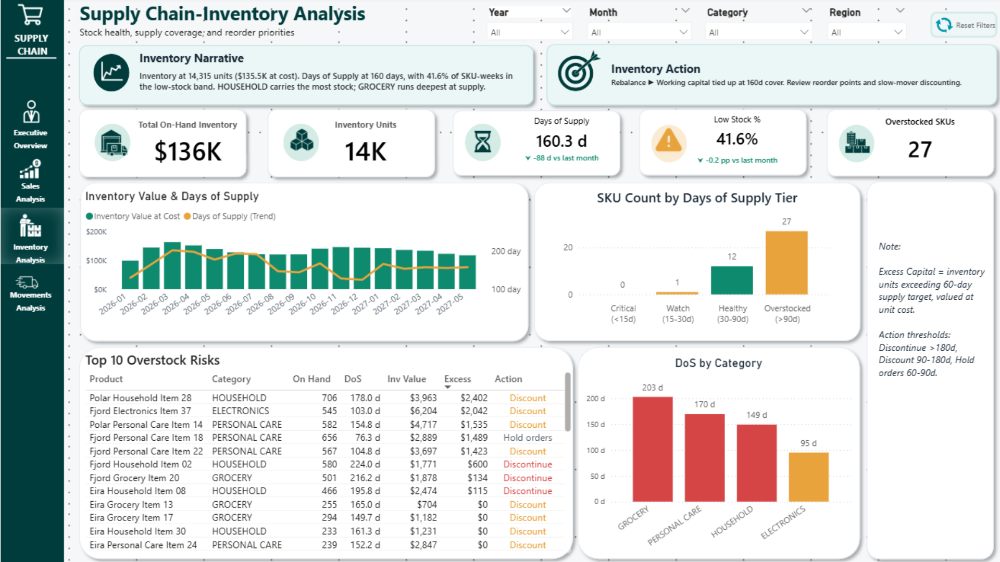 SUPPLY
CHAIN
Executive
Overview
Sales
Analysis
Inventory
Analysis
Movements
Analysis
Supply Chain-Inventory Analysis
Stock health, supply coverage, and reorder priorities
Year
All
Month
All
Category
All
Region
All
Reset Filters
Inventory Narrative
Inventory at 14,315 units ($135.5K at cost). Days of Supply at 160 days, with 41.6% of SKU-weeks in
the low-stock band. HOUSEHOLD carries the most stock; GROCERY runs deepest at supply.
Inventory Action
Rebalance ► Working capital tied up at 160d cover. Review reorder points and slow-mover discounting.
Total On-Hand Inventory
$136K
Inventory Units
14K
Days of Supply
160.3 d
-88 d vs last month
Low Stock %
41.6%
-0.2 pp vs last month
Overstocked SKUs
27
Inventory Value & Days of Supply
Inventory Value at Cost Days of Supply (Trend)
$200K
$100K
$0K
200 day
100 day
2026-01 2026-02 2026-03 2026-04 2026-05 2026-06 2026-07 2026-08 2026-09 2026-10 2026-11 2026-12 2027-01 2027-02 2027-03 2027-04 2027-05
SKU Count by Days of Supply Tier
20
0
0
1
12
27
Critical
(<15d)
Watch
(15-30d)
Healthy
(30-90d)
Overstocked
(>90d)
Note:
Excess Capital = inventory
units exceeding 60-day
supply target, valued at
unit cost.
Action thresholds:
Discontinue >180d,
Discount 90-180d, Hold
orders 60-90d.
Top 10 Overstock Risks
Product Category On Hand DoS Inv Value Excess Action
Polar Household Item 28 HOUSEHOLD 706 178.0 d $3,963 $2,402 Discount
Fjord Electronics Item 37 ELECTRONICS 545 103.0 d $6,204 $2,042 Discount
Polar Personal Care Item 14 PERSONAL CARE 582 154.8 d $4,717 $1,535 Discount
Fjord Personal Care Item 18 PERSONAL CARE 656 76.3 d $2,889 $1,489 Hold orders
Fjord Personal Care Item 22 PERSONAL CARE 567 104.8 d $3,697 $1,423 Discount
Fjord Household Item 02 HOUSEHOLD 580 224.0 d $1,771 $600 Discontinue
Fjord Grocery Item 20 GROCERY 501 216.2 d $1,878 $134 Discontinue
Eira Household Item 08 HOUSEHOLD 466 195.8 d $2,474 $115 Discontinue
Eira Grocery Item 13 GROCERY 255 165.0 d $704 $0 Discount
Eira Grocery Item 17 GROCERY 294 149.7 d $1,182 $0 Discount
Eira Household Item 30 HOUSEHOLD 233 161.3 d $1,231 $0 Discount
Eira Personal Care Item 24 PERSONAL CARE 239 152.2 d $2,847 $0 Discount
DoS by Category
200 d
150 d
100 d
50 d
0 d
203 d
170 d
149 d
95 d
GROCERY
PERSONAL CARE
HOUSEHOLD
ELECTRONICS